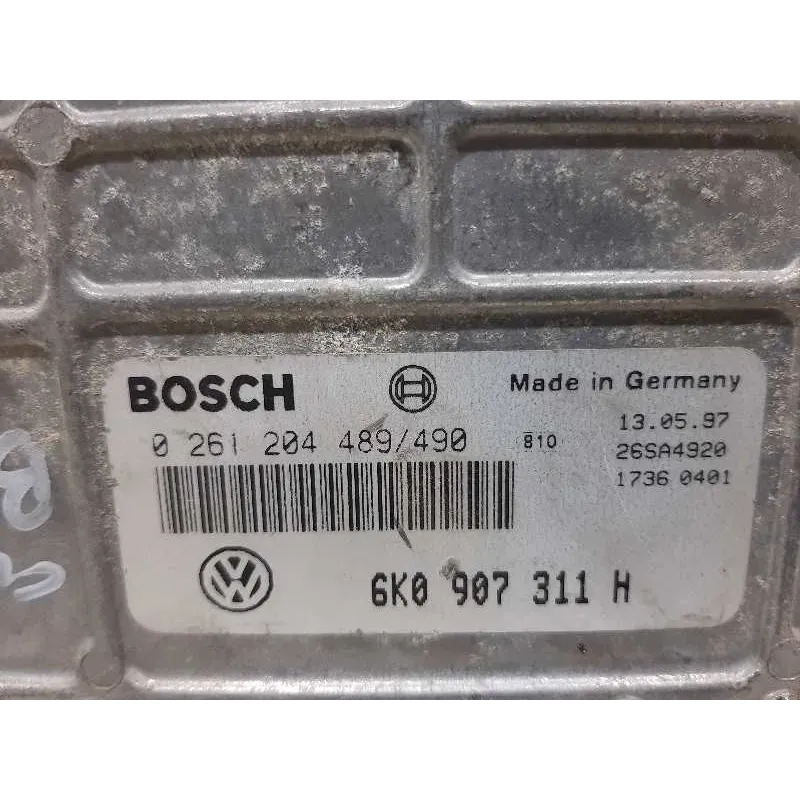 BOSCH
Made in Germany
0 261 204 489/490
810
13.05.97
26SA4920
1736 0401
6K0 907 311 H